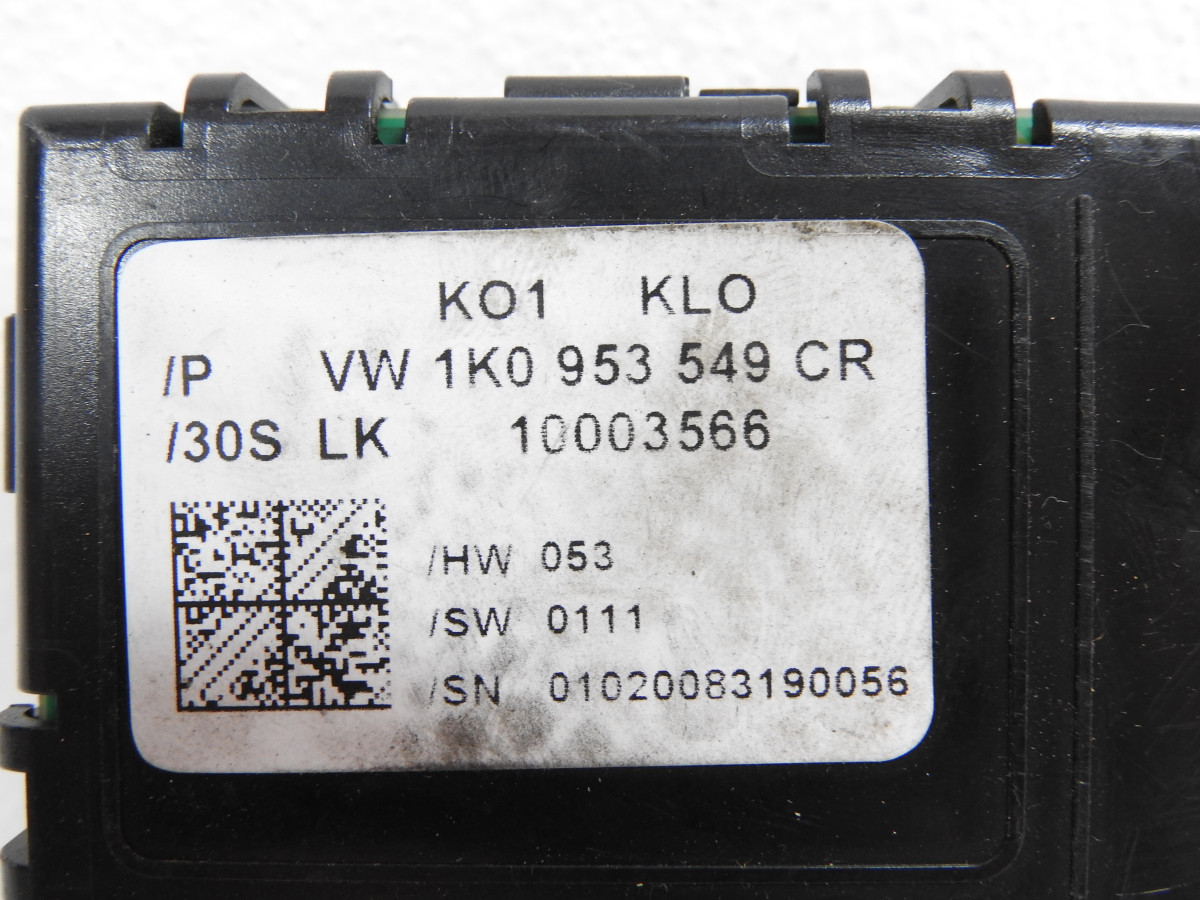 KO1 KLO
/P VW 1K0 953 549 CR
/30S LK 10003566
/HW 053
/SW 0111
/SN 01020083190056